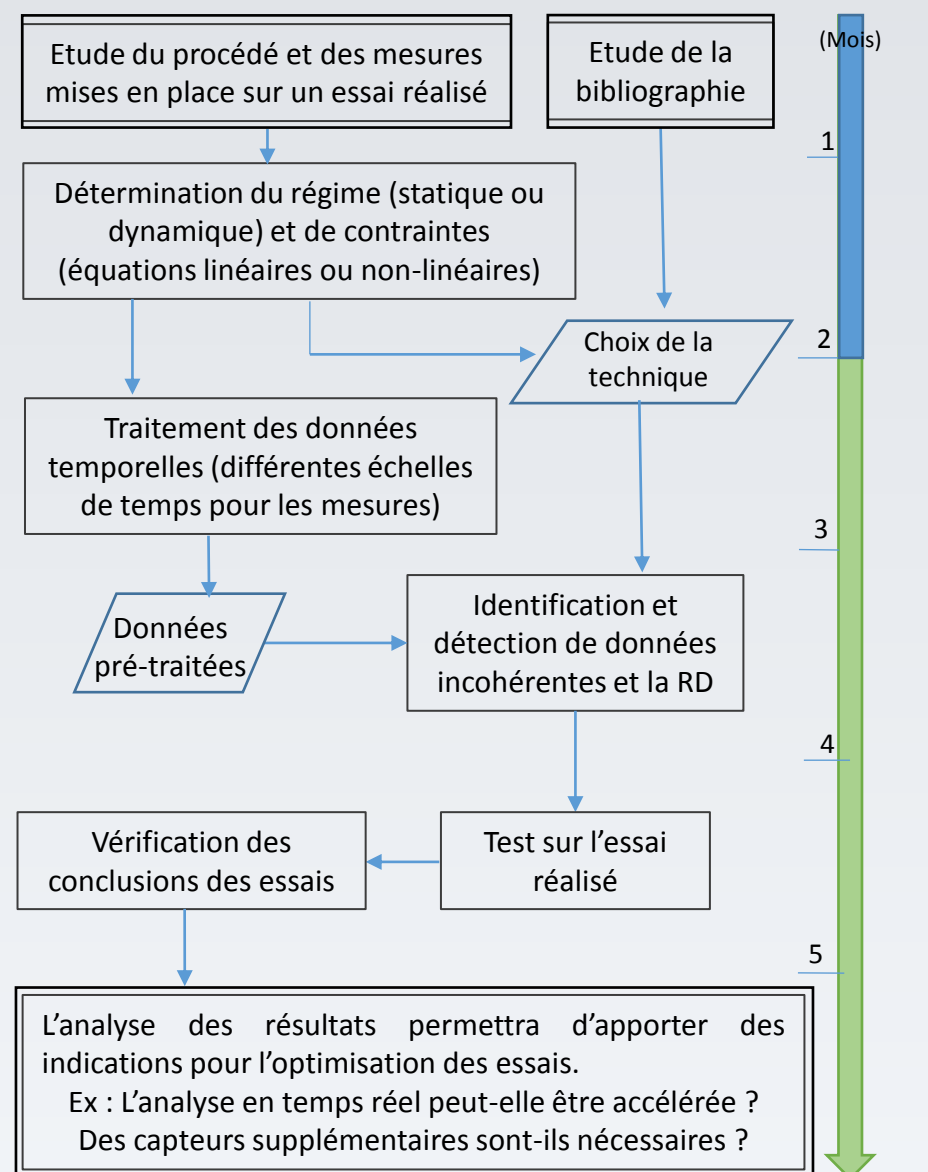 Etude du procédé et des mesures
mises en place sur un essai réalisé
Etude de la
bibliographie
(Mois)
1
Détermination du régime (statique ou
dynamique) et de contraintes
(équations linéaires ou non-linéaires)
2
Choix de la
technique
Traitement des données
temporelles (différentes échelles
de temps pour les mesures)
3
Données
pré-traitées
Identification et
détection de données
incohérentes et la RD
4
Vérification des
conclusions des essais
Test sur l’essai
réalisé
5
L’analyse des résultats permettra d’apporter des
indications pour l’optimisation des essais.
Ex : L’analyse en temps réel peut-elle être accélérée ?
Des capteurs supplémentaires sont-ils nécessaires ?